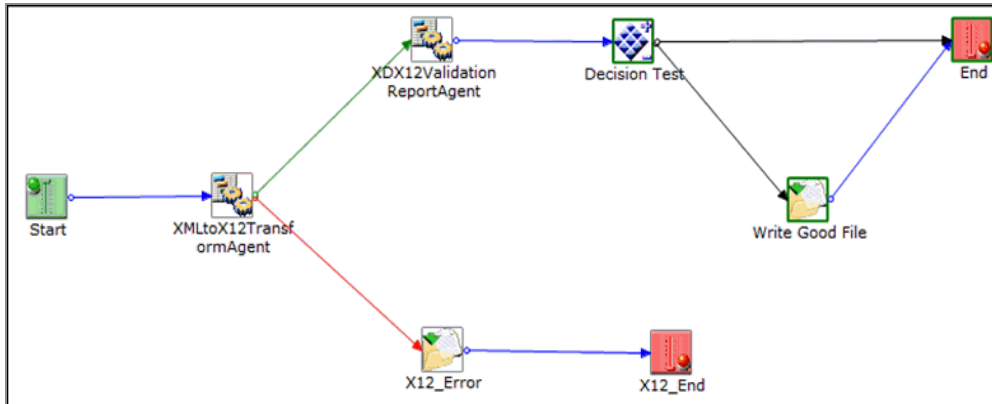 XDX12Validation
ReportAgent
Decision Test
End
Start
XMLtoX12Transf
ormAgent
Write Good File
X12_Error
X12_End